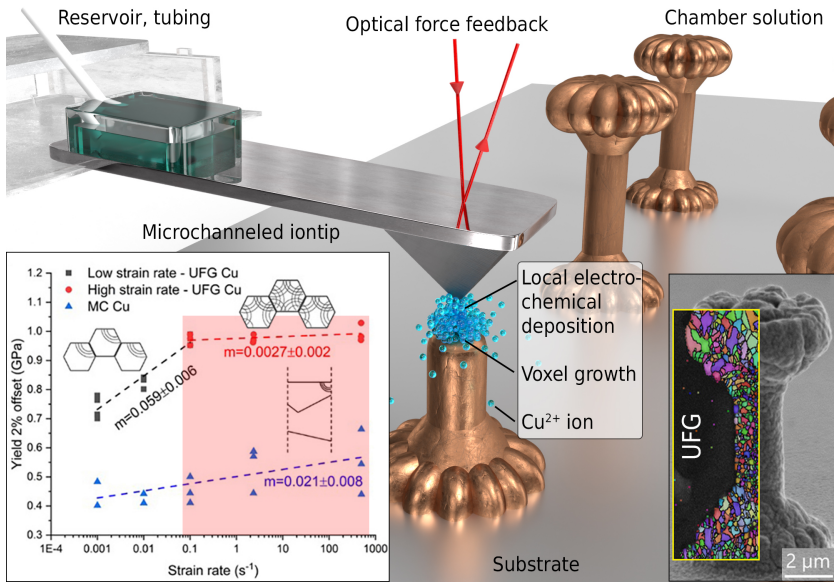 Reservoir, tubing
Optical force feedback
Chamber solution
Microchanneled iontip
Local electro-
chemical
deposition
Voxel growth
Cu²⁺ ion
Substrate
Low strain rate - UFG Cu
High strain rate - UFG Cu
MC Cu
m=0.059±0.006
m=0.0027±0.002
m=0.021±0.008
Yield 2% offset (GPa)
1.2
1.1
1.0
0.9
0.8
0.7
0.6
0.5
0.4
0.3
1E-4 0.001 0.01 0.1 1 10 100 1000
Strain rate (s⁻¹)
UFG
2 μm